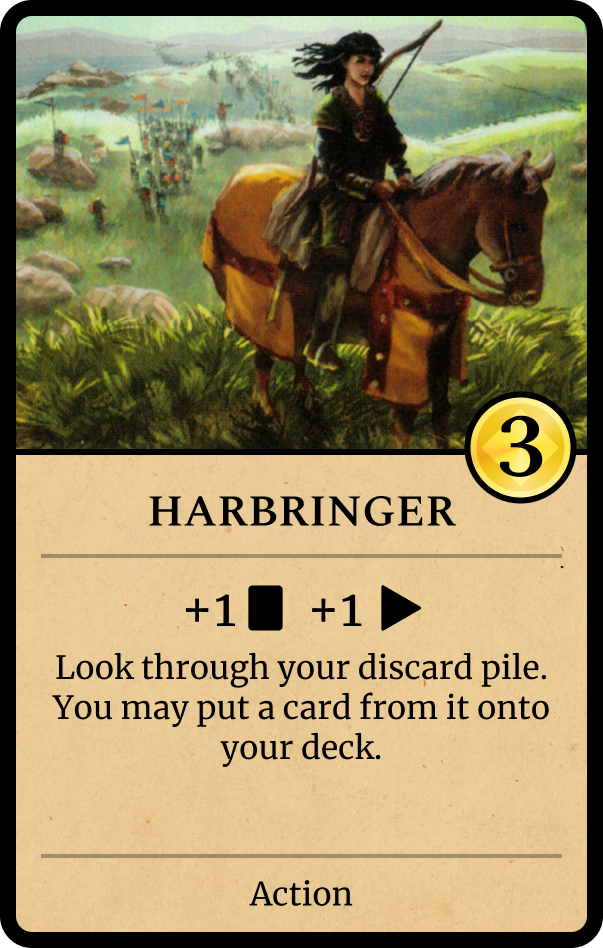 3
HARBRINGER
+1 +1
Look through your discard pile.
You may put a card from it onto
your deck.
Action